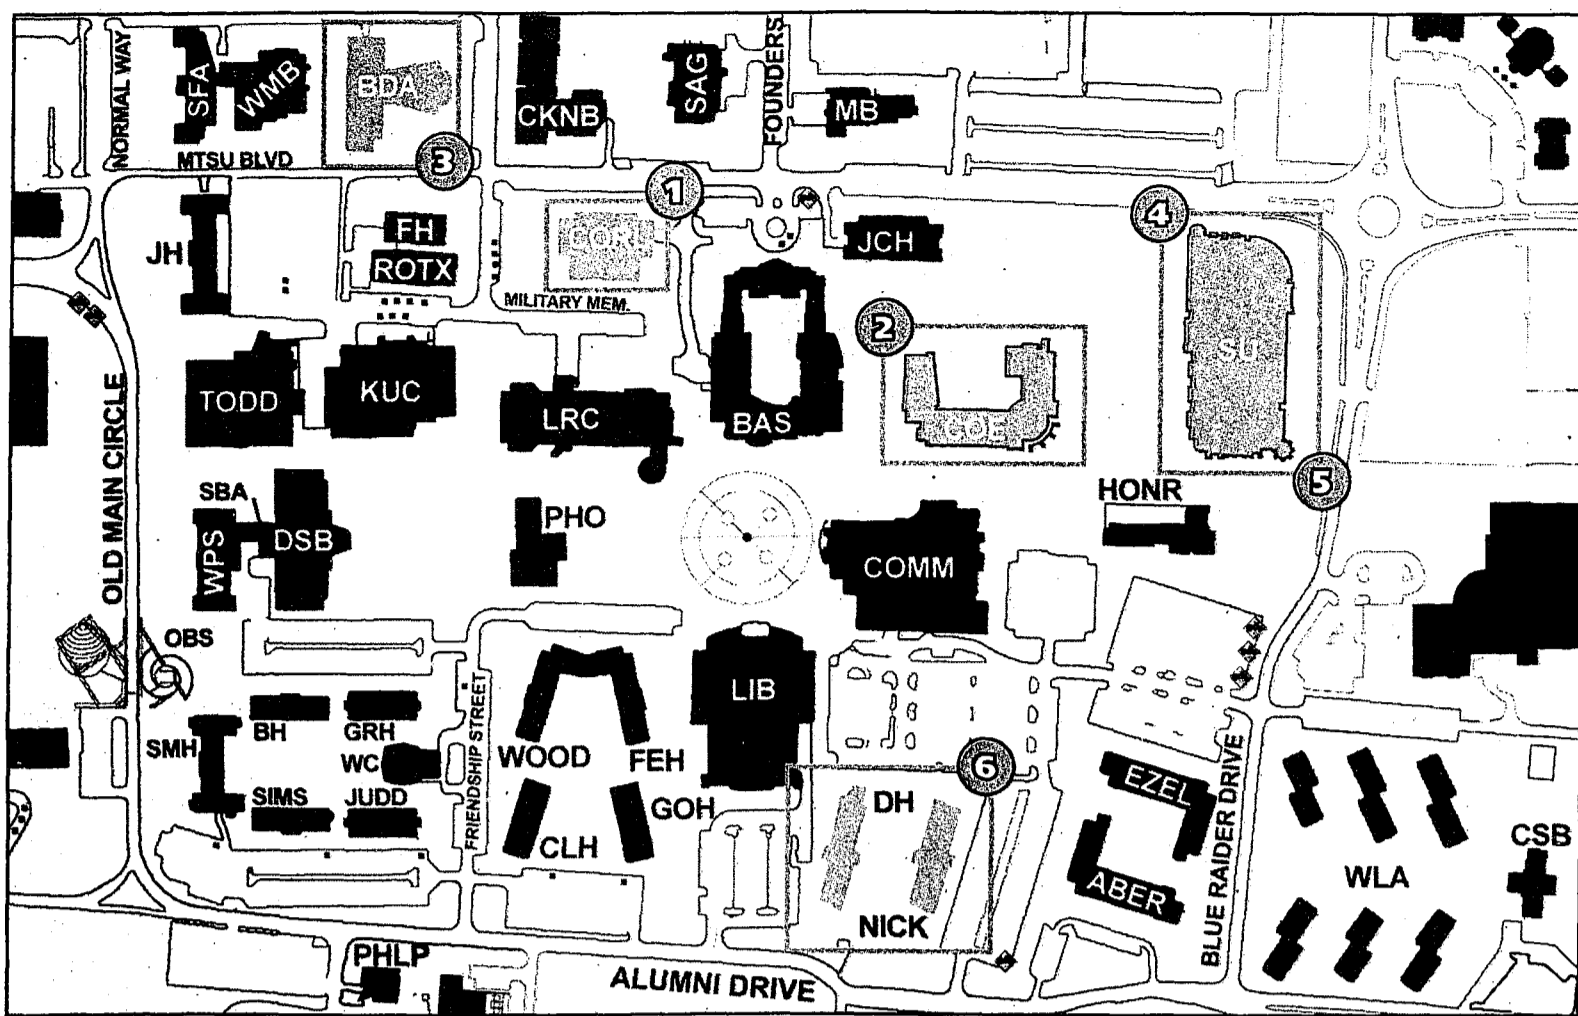 NORMAL WAY
SFA
WMB
BDA
CKNB
SAG
FOUNDERS
MB
MTSU BLVD
3
1
4
JH
FH
ROTX
CORL
JCH
MILITARY MEM.
2
SU
OLD MAIN CIRCLE
TODD
KUC
LRC
BAS
COE
5
SBA
WPS
DSB
PHO
COMM
HONR
OBS
LIB
BH
GRH
SMH
WC
FRIENDSHIP STREET
WOOD
FEH
SIMS
JUDD
GOH
CLH
6
DH
NICK
EZEL
ABER
BLUE RAIDER DRIVE
WLA
CSB
PHLP
ALUMNI DRIVE